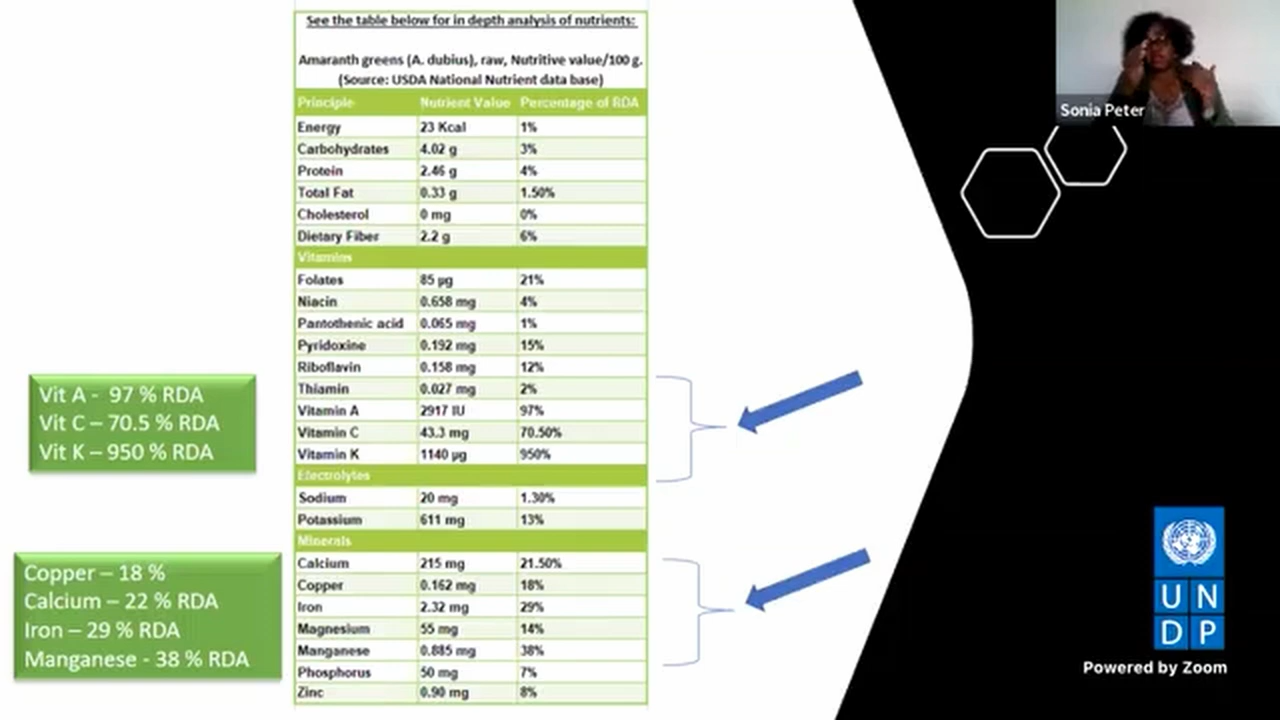 See the table below for in depth analysis of nutrients:
Amaranth greens (A. dubius), raw, Nutritive value/100 g.
(Source: USDA National Nutrient data base)
Principle Nutrient Value Percentage of RDA
Energy 23 Kcal 1%
Carbohydrates 4.02 g 3%
Protein 2.46 g 4%
Total Fat 0.33 g 1.50%
Cholesterol 0 mg 0%
Dietary Fiber 2.2 g 6%
Vitamins
Folates 85 µg 21%
Niacin 0.658 mg 4%
Pantothenic acid 0.065 mg 1%
Pyridoxine 0.192 mg 15%
Riboflavin 0.158 mg 12%
Thiamin 0.027 mg 2%
Vitamin A 2917 IU 97%
Vitamin C 43.3 mg 70.50%
Vitamin K 1140 µg 950%
Electrolytes
Sodium 20 mg 1.30%
Potassium 611 mg 13%
Minerals
Calcium 215 mg 21.50%
Copper 0.162 mg 18%
Iron 2.32 mg 29%
Magnesium 55 mg 14%
Manganese 0.885 mg 38%
Phosphorus 50 mg 7%
Zinc 0.90 mg 8%
Vit A - 97 % RDA
Vit C – 70.5 % RDA
Vit K – 950 % RDA
Copper – 18 %
Calcium – 22 % RDA
Iron – 29 % RDA
Manganese - 38 % RDA
Sonia Peter
U N
D P
Powered by Zoom